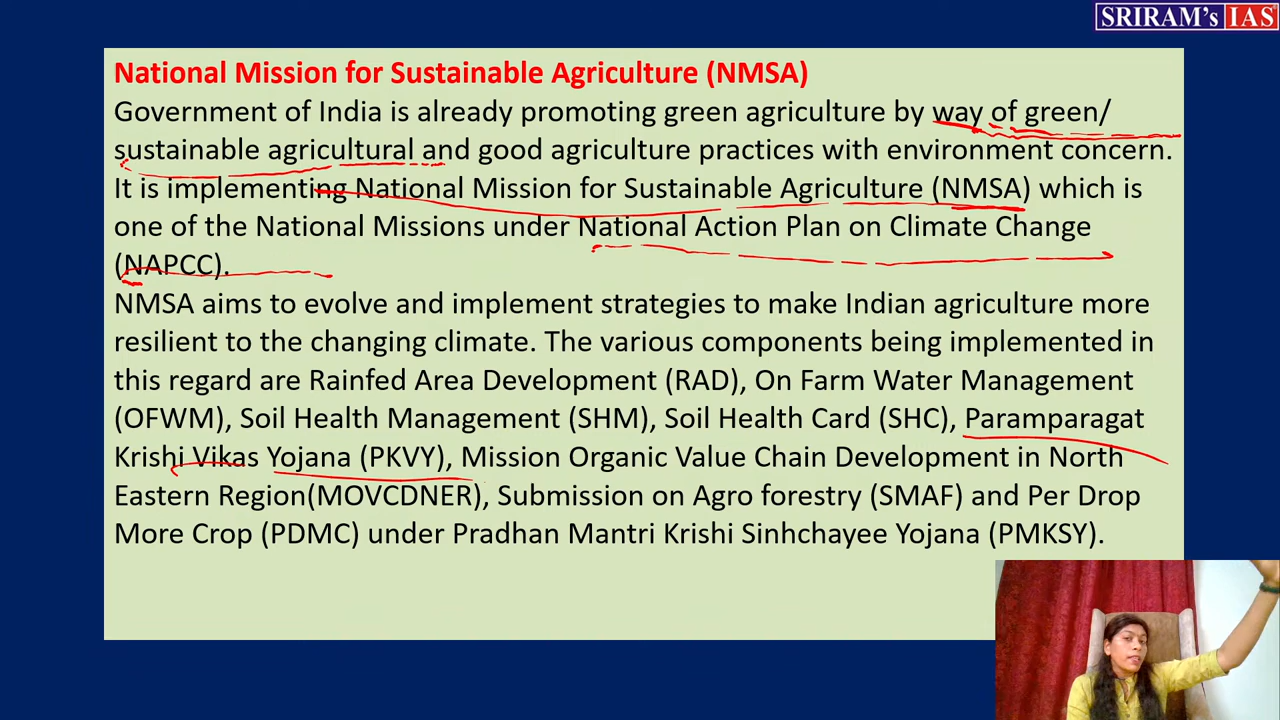 SRIRAM's IAS
National Mission for Sustainable Agriculture (NMSA)
Government of India is already promoting green agriculture by way of green/
sustainable agricultural and good agriculture practices with environment concern.
It is implementing National Mission for Sustainable Agriculture (NMSA) which is
one of the National Missions under National Action Plan on Climate Change
(NAPCC).
NMSA aims to evolve and implement strategies to make Indian agriculture more
resilient to the changing climate. The various components being implemented in
this regard are Rainfed Area Development (RAD), On Farm Water Management
(OFWM), Soil Health Management (SHM), Soil Health Card (SHC), Paramparagat
Krishi Vikas Yojana (PKVY), Mission Organic Value Chain Development in North
Eastern Region(MOVCDNER), Submission on Agro forestry (SMAF) and Per Drop
More Crop (PDMC) under Pradhan Mantri Krishi Sinhchayee Yojana (PMKSY).